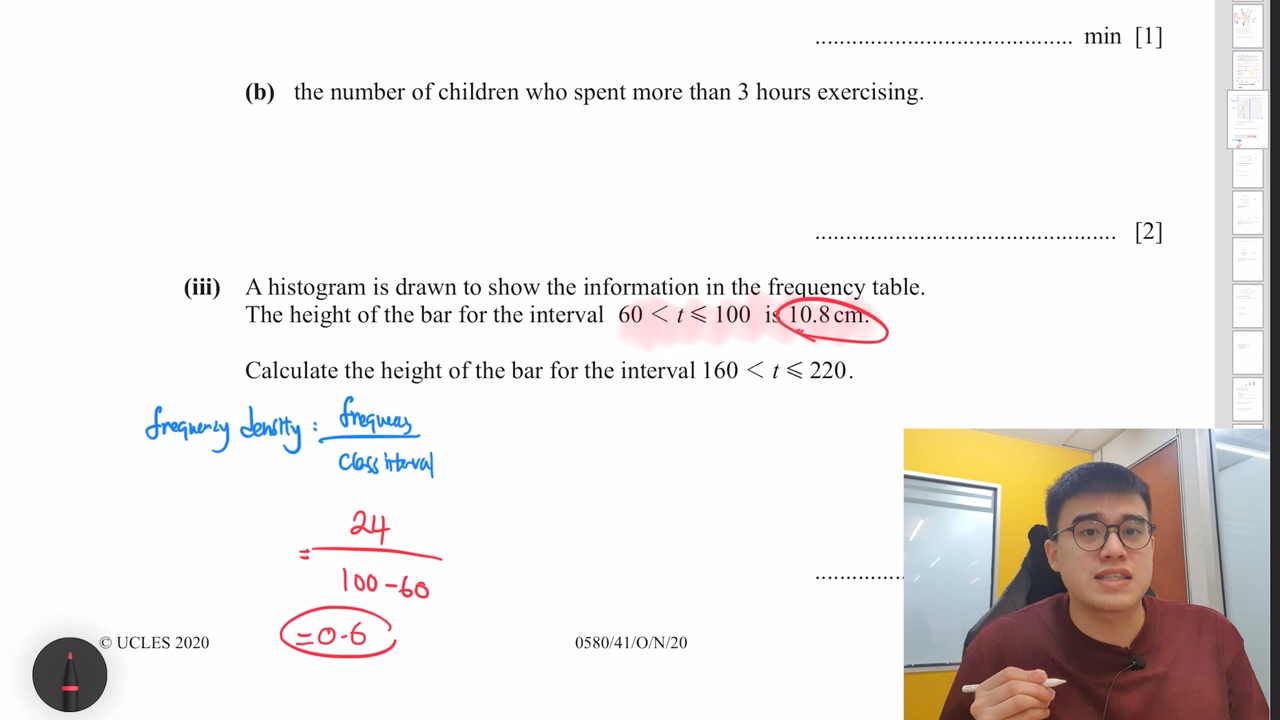 ........................................... min [1]
(b) the number of children who spent more than 3 hours exercising.
.................................................. [2]
(iii) A histogram is drawn to show the information in the frequency table.
The height of the bar for the interval 60 < t ⩽ 100 is 10.8 cm.
Calculate the height of the bar for the interval 160 < t ⩽ 220.
frequency density : frequency
class interval
= 24
100 - 60
= 0.6
...............
© UCLES 2020
0580/41/O/N/20